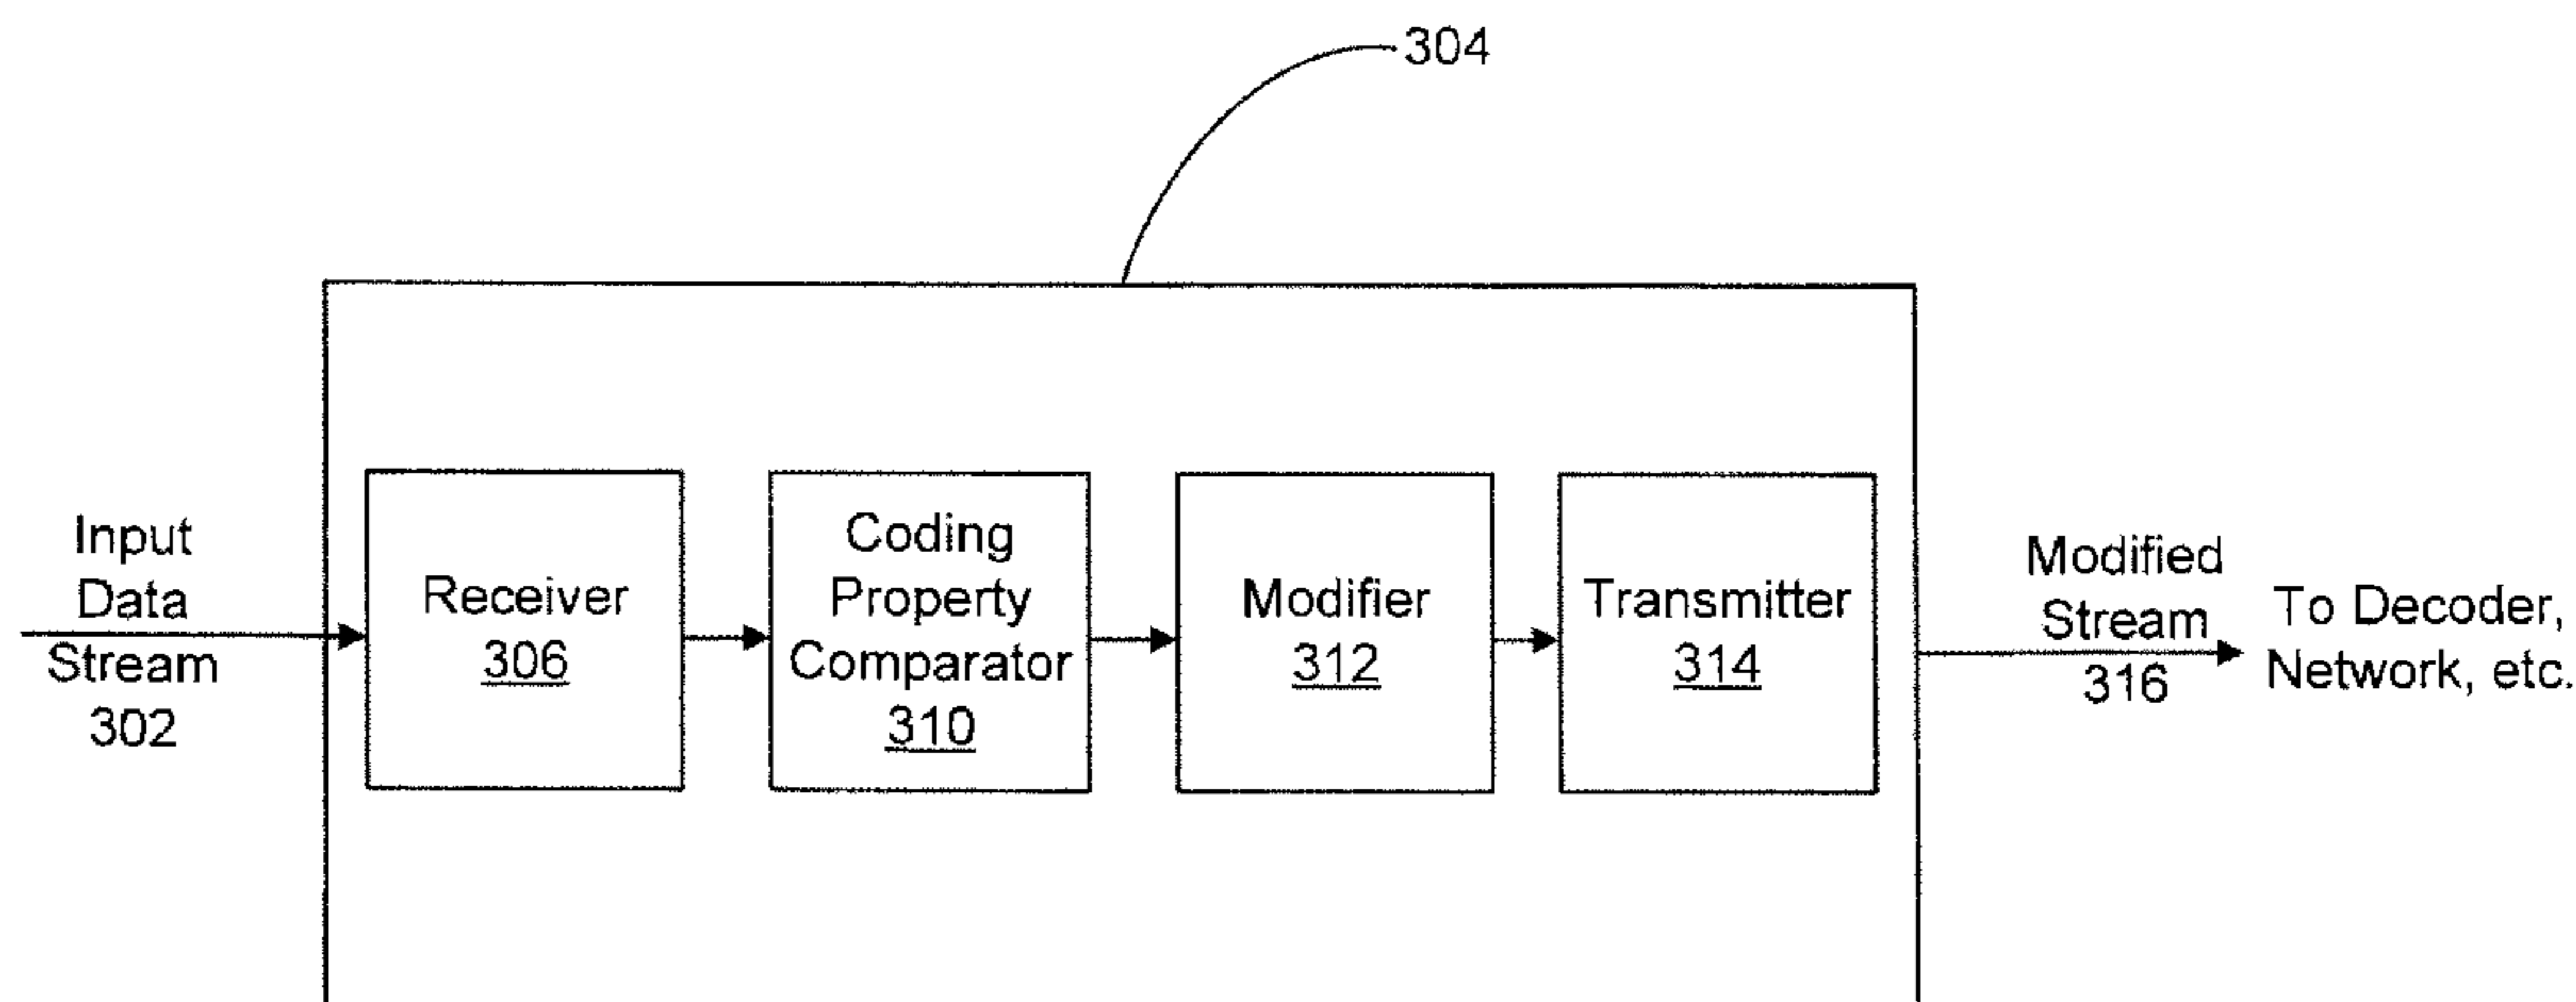 304
Input
Data
Stream
302
Receiver
306
Coding
Property
Comparator
310
Modifier
312
Transmitter
314
Modified
Stream
316
To Decoder,
Network, etc.